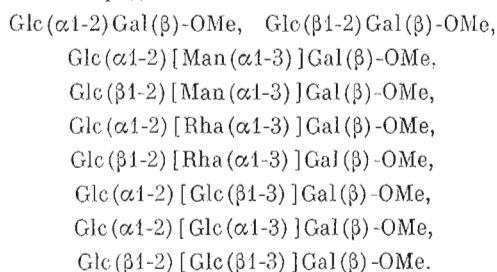 Glc(α1-2)Gal(β)-OMe, Glc(β1-2)Gal(β)-OMe,
Glc(α1-2)[Man(α1-3)]Gal(β)-OMe.
Glc(β1-2)[Man(α1-3)]Gal(β)-OMe,
Glc(α1-2)[Rha(α1-3)]Gal(β)-OMe,
Glc(β1-2)[Rha(α1-3)]Gal(β)-OMe,
Glc(α1-2)[Glc(β1-3)]Gal(β)-OMe,
Glc(α1-2)[Glc(α1-3)]Gal(β)-OMe,
Glc(β1-2)[Glc(β1-3)]Gal(β)-OMe.